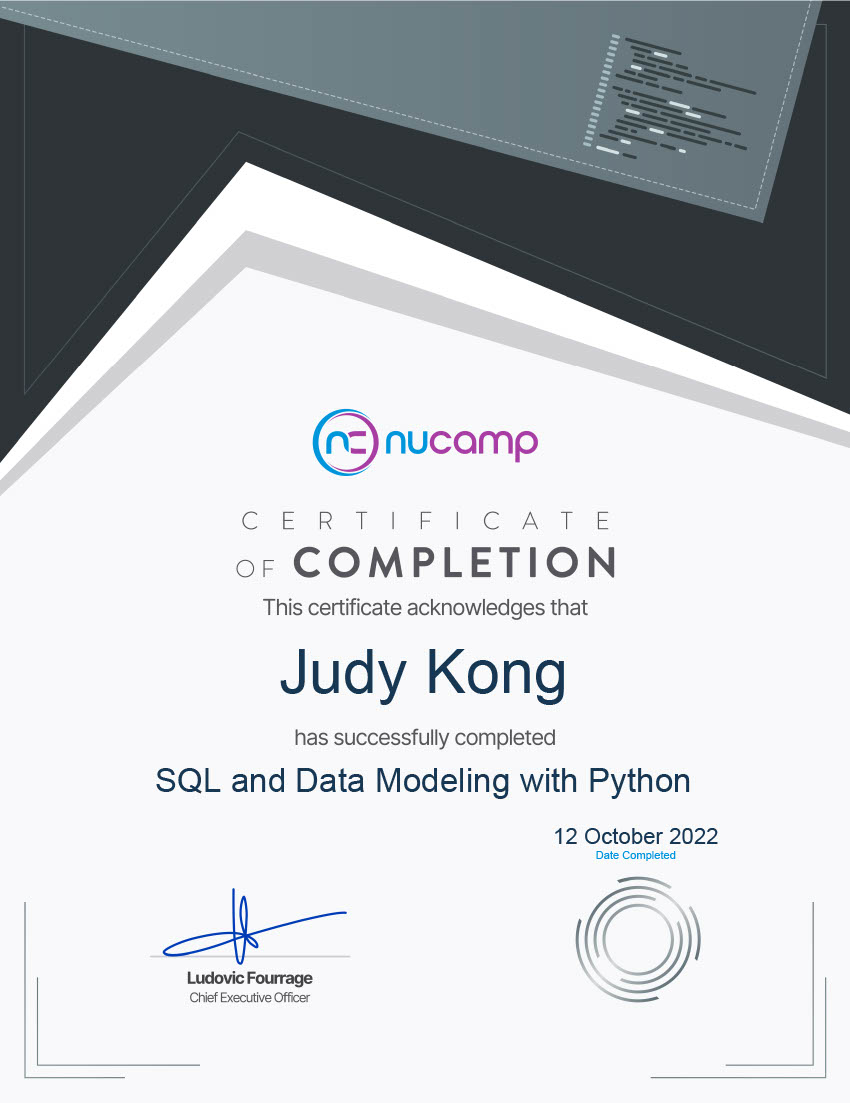 nc nucamp
CERTIFICATE
OF COMPLETION
This certificate acknowledges that
Judy Kong
has successfully completed
SQL and Data Modeling with Python
12 October 2022
Date Completed
Ludovic Fourrage
Chief Executive Officer